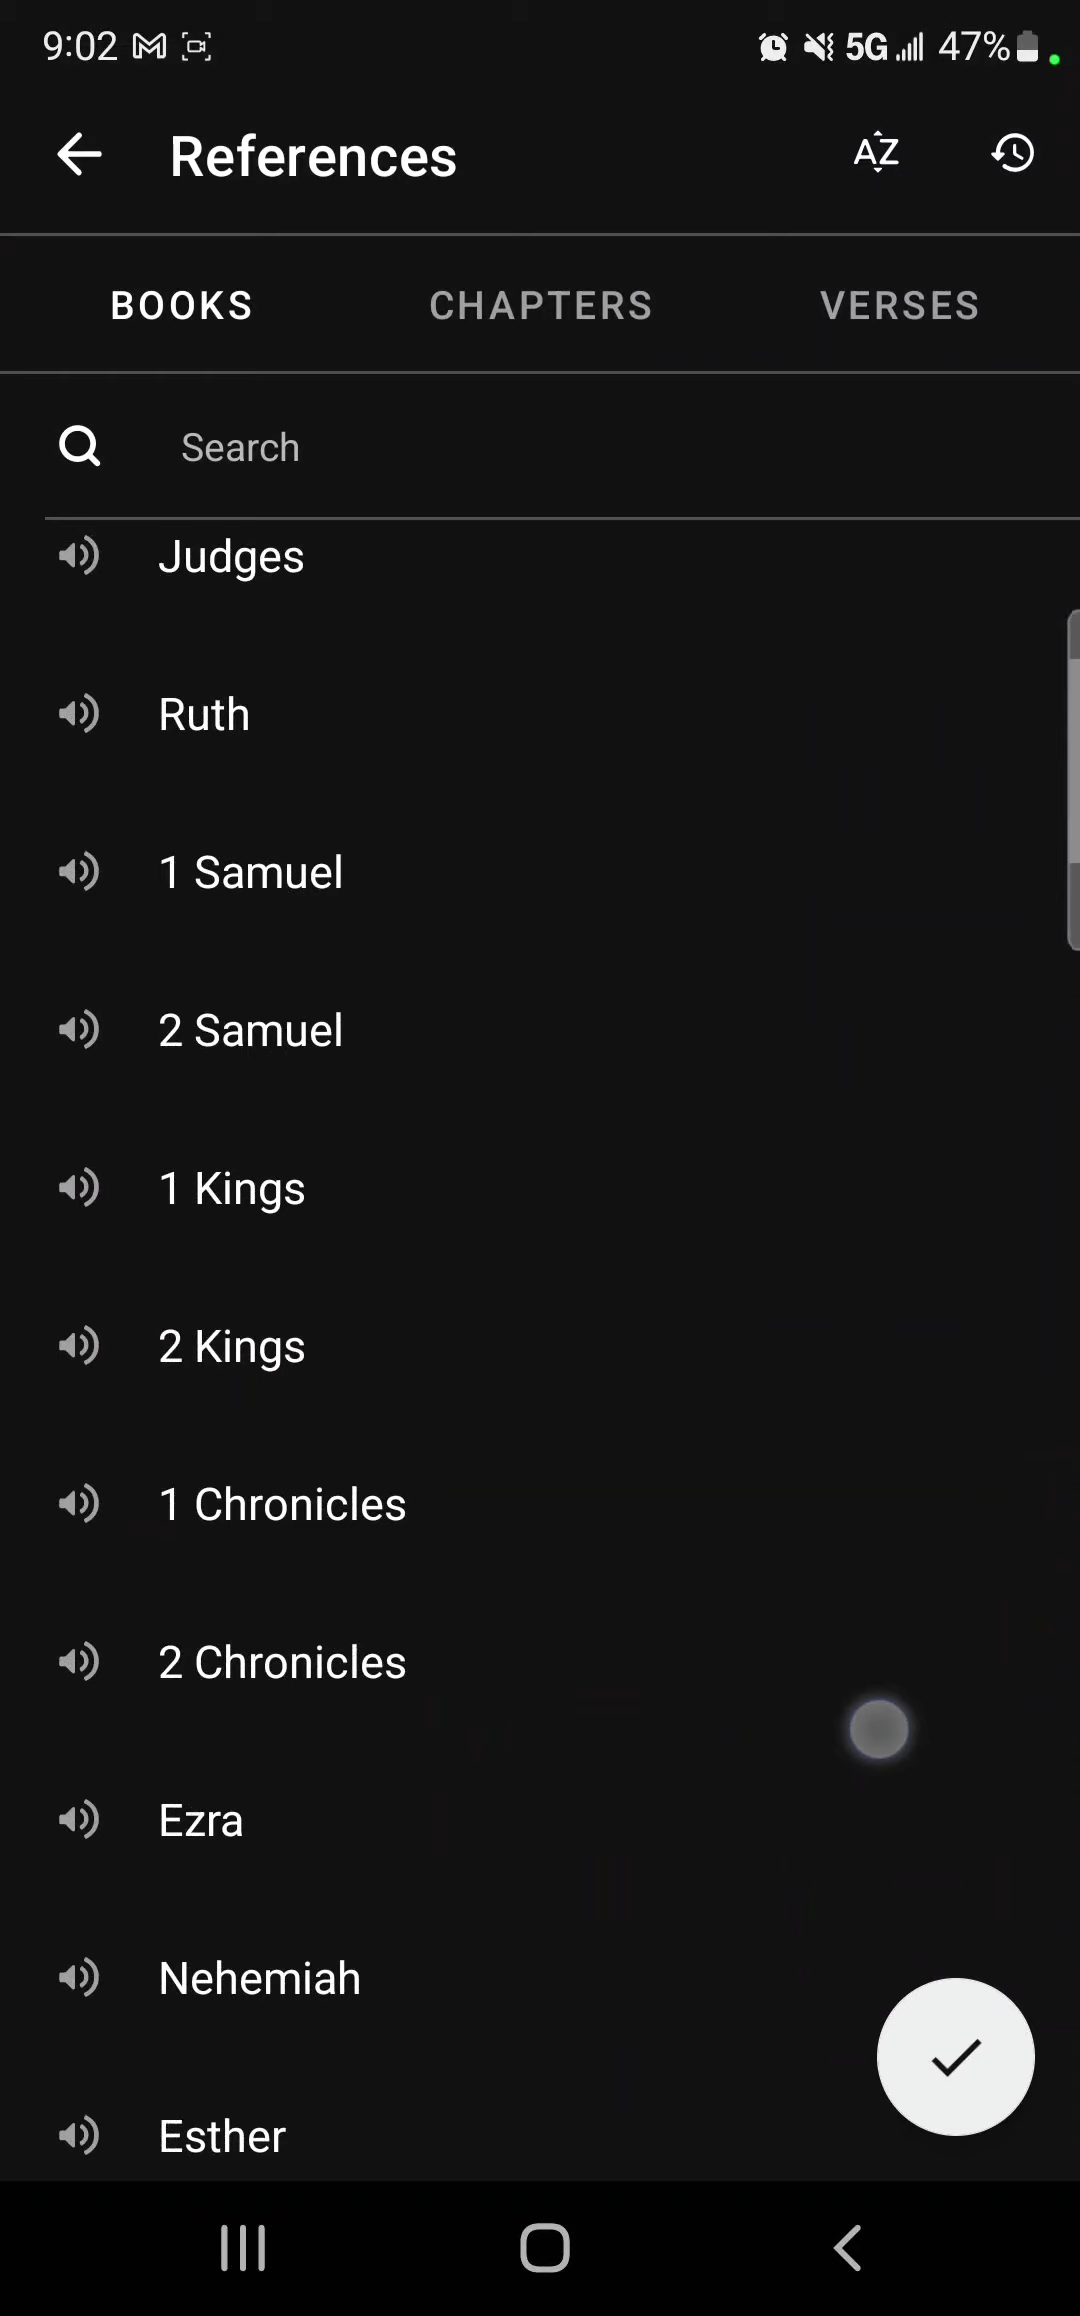 9:02 5G 47%
References AZ
BOOKS CHAPTERS VERSES
Search
Judges
Ruth
1 Samuel
2 Samuel
1 Kings
2 Kings
1 Chronicles
2 Chronicles
Ezra
Nehemiah
Esther